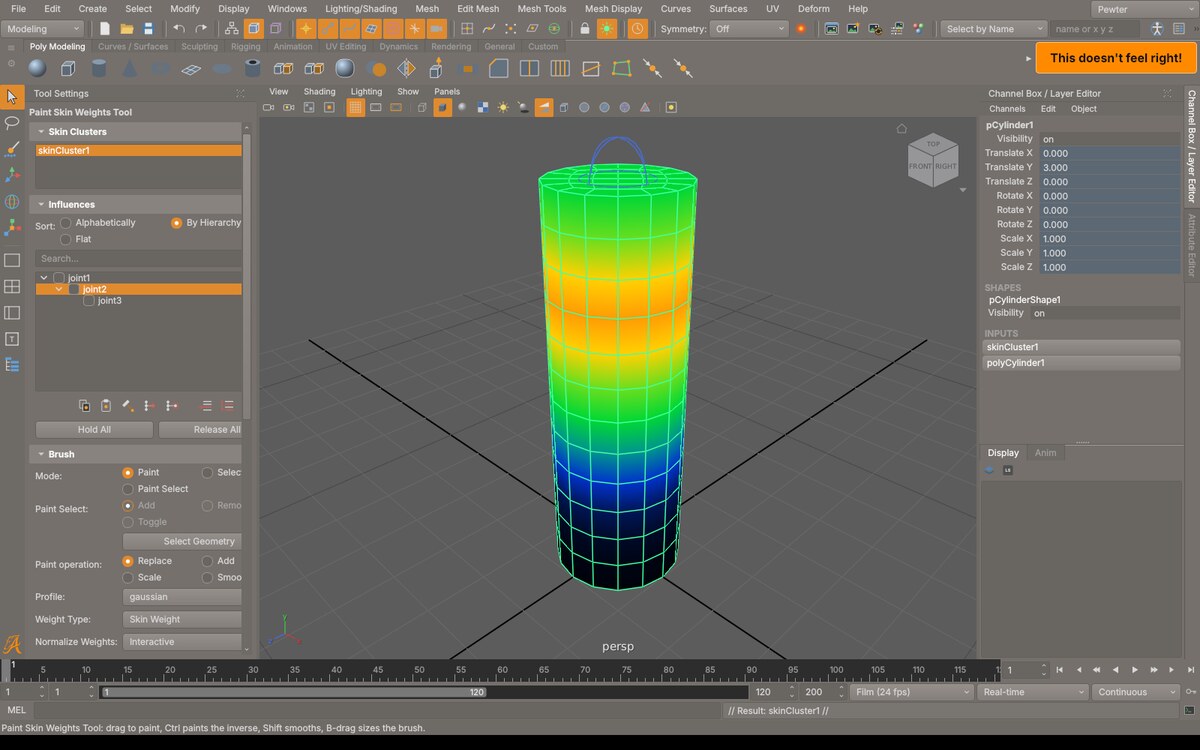 File Edit Create Select Modify Display Windows Lighting/Shading Mesh Edit Mesh Mesh Tools Mesh Display Curves Surfaces UV Deform Help Pewter
Modeling Symmetry: Off Select by Name name or x y z
Poly Modeling Curves / Surfaces Sculpting Rigging Animation UV Editing Dynamics Rendering General Custom
This doesn't feel right!
Tool Settings
Paint Skin Weights Tool
Skin Clusters
skinCluster1
Influences
Sort: Alphabetically By Hierarchy
Flat
Search...
joint1
joint2
joint3
Hold All Release All
Brush
Mode: Paint Selec
Paint Select
Paint Select: Add Remo
Toggle
Select Geometry
Paint operation: Replace Add
Scale Smoo
Profile: gaussian
Weight Type: Skin Weight
Normalize Weights: Interactive
View Shading Lighting Show Panels
TOP
FRONT RIGHT
y
persp
Channel Box / Layer Editor
Channels Edit Object
pCylinder1
Visibility on
Translate X 0.000
Translate Y 3.000
Translate Z 0.000
Rotate X 0.000
Rotate Y 0.000
Rotate Z 0.000
Scale X 1.000
Scale Y 1.000
Scale Z 1.000
SHAPES
pCylinderShape1
Visibility on
INPUTS
skinCluster1
polyCylinder1
Display Anim
Channel Box / Layer Editor
Attribute Editor
1 5 10 15 20 25 30 35 40 45 50 55 60 65 70 75 80 85 90 95 100 105 110 115 1
1 1 1 120 120 200 Film (24 fps) Real-time Continuous
MEL // Result: skinCluster1 //
Paint Skin Weights Tool: drag to paint, Ctrl paints the inverse, Shift smooths, B-drag sizes the brush.